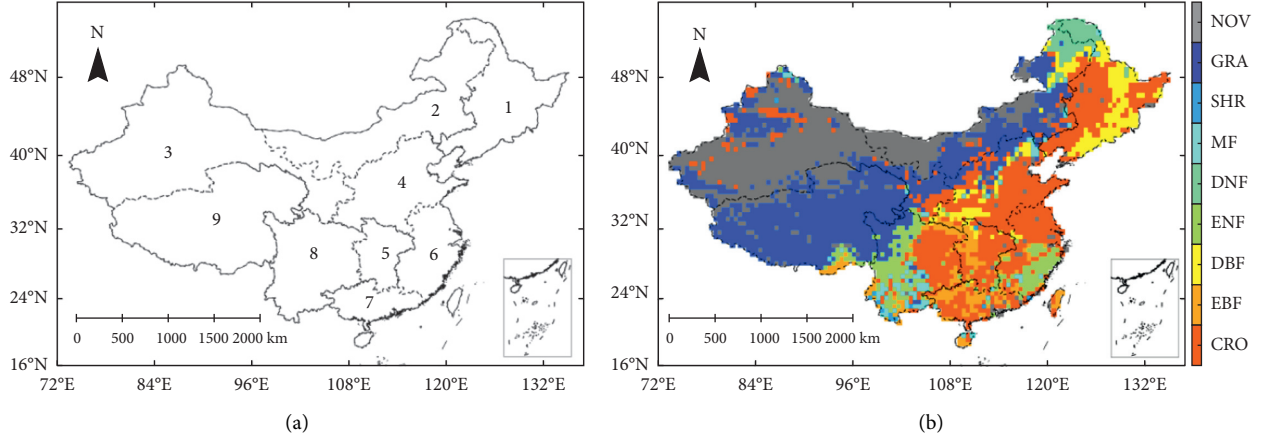 N
48°N
40°N
32°N
24°N
16°N
1
2
3
4
5
6
7
8
9
0 500 1000 1500 2000 km
72°E 84°E 96°E 108°E 120°E 132°E
(a)
N
48°N
40°N
32°N
24°N
16°N
0 500 1000 1500 2000 km
72°E 84°E 96°E 108°E 120°E 132°E
NOV
GRA
SHR
MF
DNF
ENF
DBF
EBF
CRO
(b)